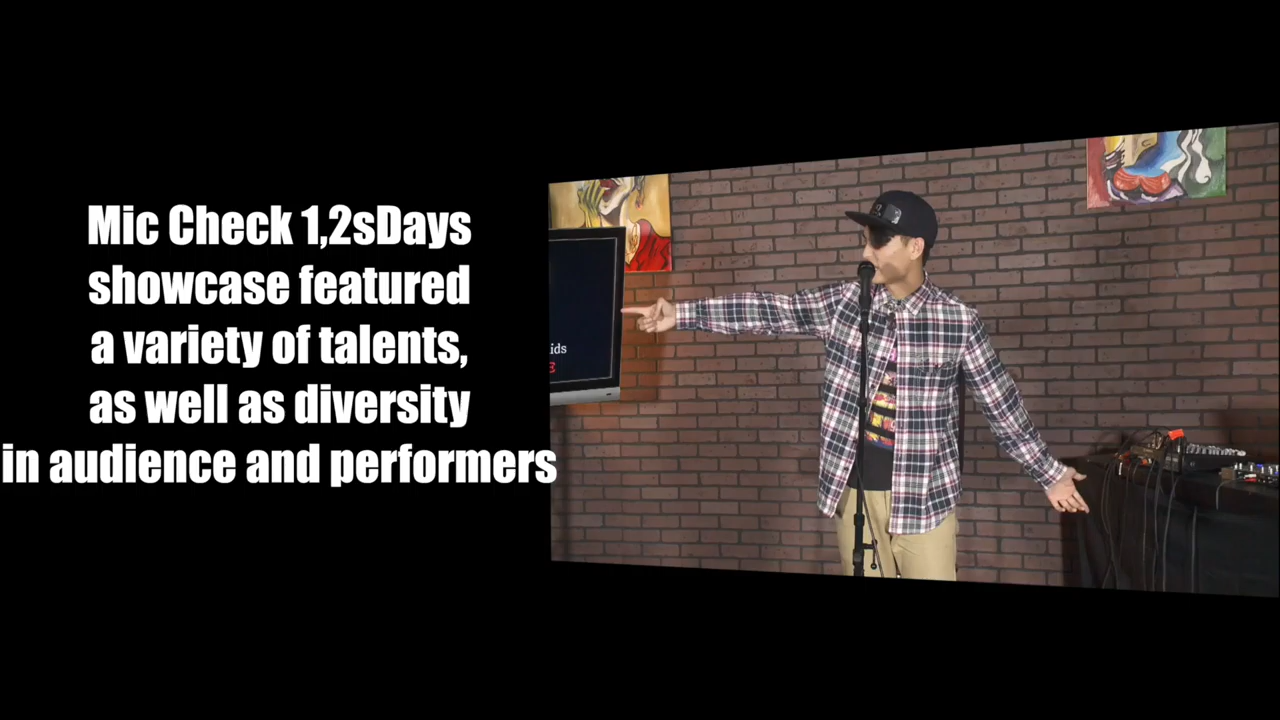 Mic Check 1,2sDays
showcase featured
a variety of talents,
as well as diversity
in audience and performers